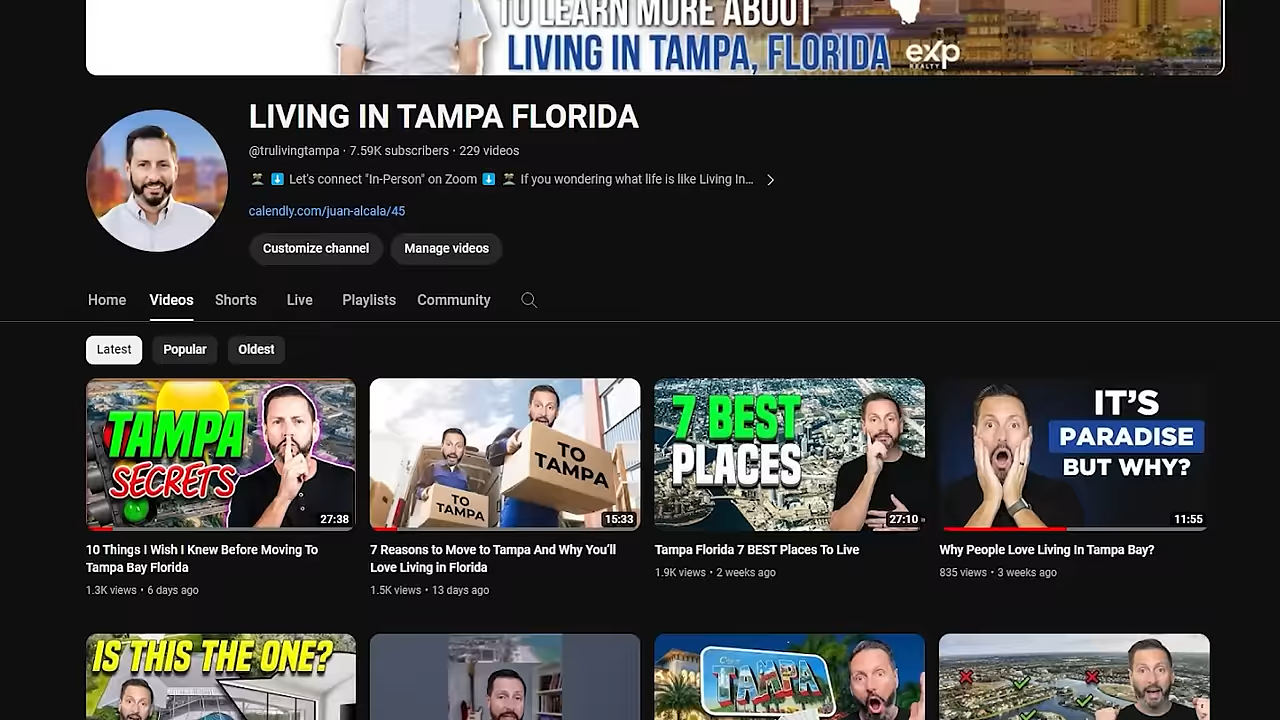 TO LEARN MORE ABOUT
LIVING IN TAMPA, FLORIDA
exp
REALTY
LIVING IN TAMPA FLORIDA
@trulivingtampa · 7.59K subscribers · 229 videos
Let's connect "In-Person" on Zoom If you wondering what life is like Living In...
calendly.com/juan-alcala/45
Customize channel
Manage videos
Home
Videos
Shorts
Live
Playlists
Community
Latest
Popular
Oldest
TAMPA
SECRETS
27:38
TO
TAMPA
TO
TAMPA
15:33
7 BEST
PLACES
27:10
IT'S
PARADISE
BUT WHY?
11:55
10 Things I Wish I Knew Before Moving To
Tampa Bay Florida
1.3K views • 6 days ago
7 Reasons to Move to Tampa And Why You'll
Love Living in Florida
1.5K views • 13 days ago
Tampa Florida 7 BEST Places To Live
1.9K views • 2 weeks ago
Why People Love Living In Tampa Bay?
835 views • 3 weeks ago
IS THIS THE ONE?
TAMPA